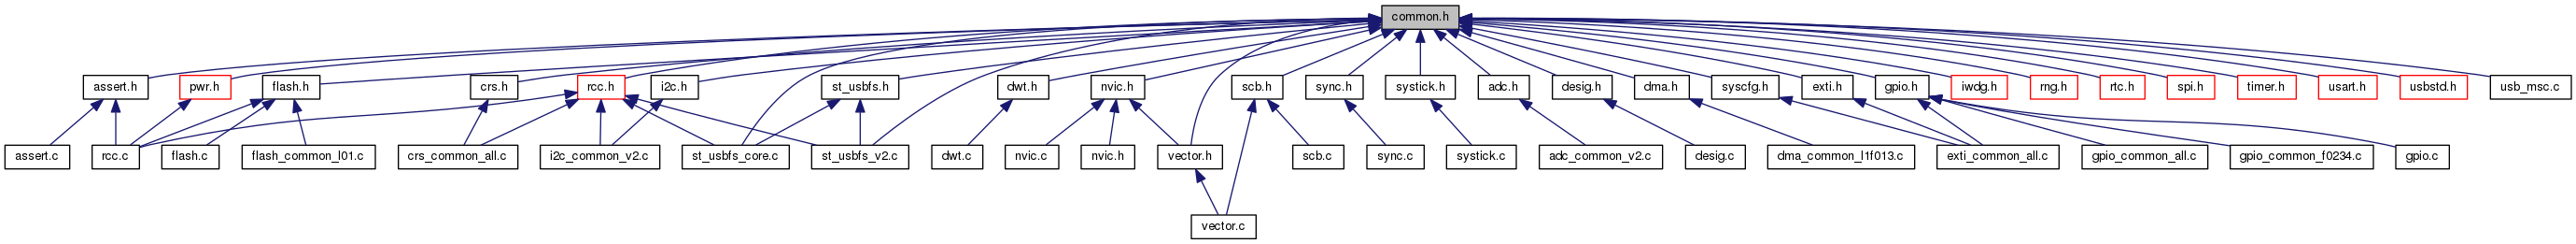 common.h
assert.h
pwr.h
flash.h
crs.h
rcc.h
i2c.h
st_usbfs.h
dwt.h
nvic.h
scb.h
sync.h
systick.h
adc.h
desig.h
dma.h
syscfg.h
exti.h
gpio.h
iwdg.h
rng.h
rtc.h
spi.h
timer.h
usart.h
usbstd.h
usb_msc.c
assert.c
rcc.c
flash.c
flash_common_l01.c
crs_common_all.c
i2c_common_v2.c
st_usbfs_core.c
st_usbfs_v2.c
dwt.c
nvic.c
nvic.h
vector.h
scb.c
sync.c
systick.c
adc_common_v2.c
desig.c
dma_common_l1f013.c
exti_common_all.c
gpio_common_all.c
gpio_common_f0234.c
gpio.c
vector.c